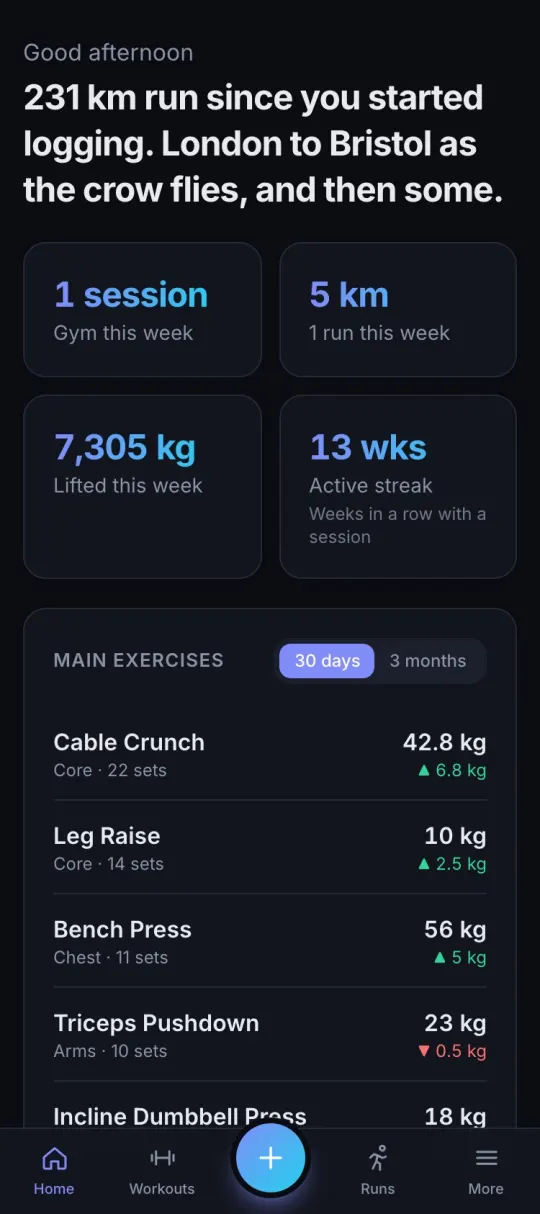 Good afternoon
231 km run since you started
logging. London to Bristol as
the crow flies, and then some.
1 session
Gym this week
5 km
1 run this week
7,305 kg
Lifted this week
13 wks
Active streak
Weeks in a row with a
session
MAIN EXERCISES
30 days
3 months
Cable Crunch
42.8 kg
Core · 22 sets
▲ 6.8 kg
Leg Raise
10 kg
Core · 14 sets
▲ 2.5 kg
Bench Press
56 kg
Chest · 11 sets
▲ 5 kg
Triceps Pushdown
23 kg
Arms · 10 sets
▼ 0.5 kg
Incline Dumbbell Press
18 kg
Home
Workouts
Runs
More